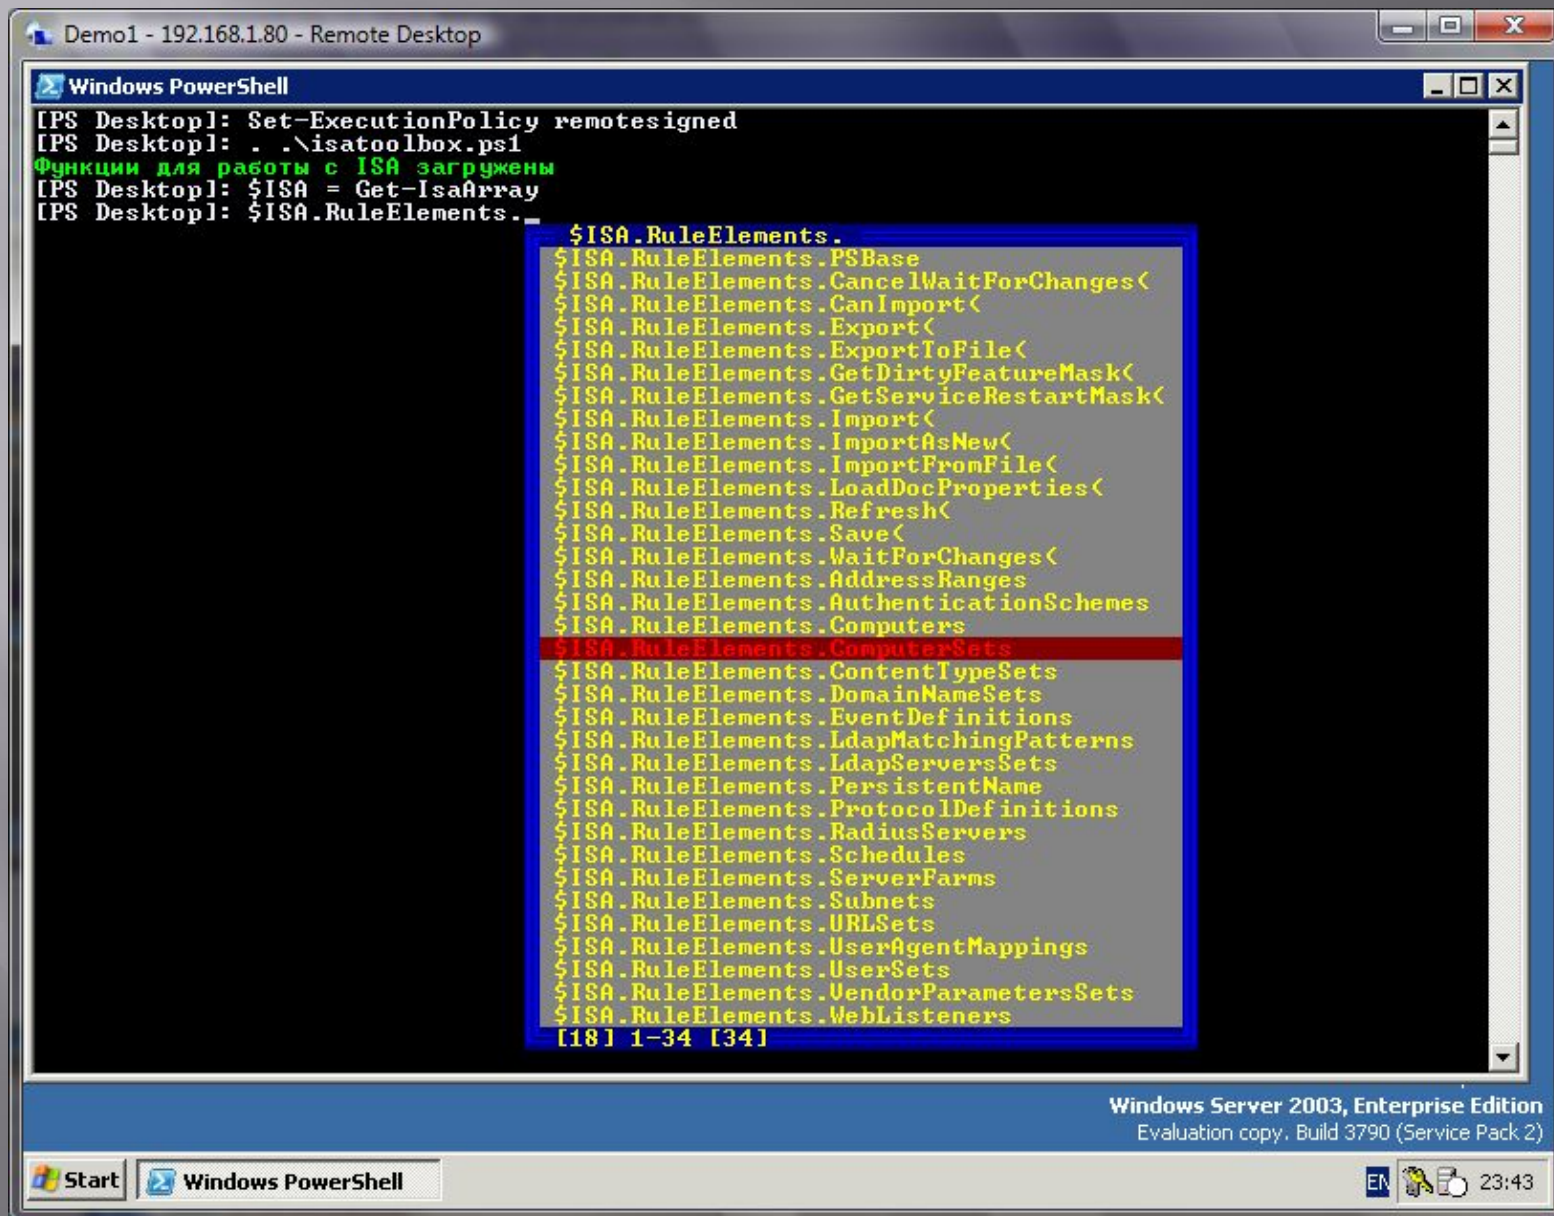 Demo1 - 192.168.1.80 - Remote Desktop
Windows PowerShell
[PS Desktop]: Set-ExecutionPolicy remotesigned
[PS Desktop]: . .\isatoolbox.ps1
Функции для работы с ISA загружены
[PS Desktop]: $ISA = Get-IsaArray
[PS Desktop]: $ISA.RuleElements._
$ISA.RuleElements.
$ISA.RuleElements.PSBase
$ISA.RuleElements.CancelWaitForChanges(
$ISA.RuleElements.CanImport(
$ISA.RuleElements.Export(
$ISA.RuleElements.ExportToFile(
$ISA.RuleElements.GetDirtyFeatureMask(
$ISA.RuleElements.GetServiceRestartMask(
$ISA.RuleElements.Import(
$ISA.RuleElements.ImportAsNew(
$ISA.RuleElements.ImportFromFile(
$ISA.RuleElements.LoadDocProperties(
$ISA.RuleElements.Refresh(
$ISA.RuleElements.Save(
$ISA.RuleElements.WaitForChanges(
$ISA.RuleElements.AddressRanges
$ISA.RuleElements.AuthenticationSchemes
$ISA.RuleElements.Computers
$ISA.RuleElements.ComputerSets
$ISA.RuleElements.ContentTypeSets
$ISA.RuleElements.DomainNameSets
$ISA.RuleElements.EventDefinitions
$ISA.RuleElements.LdapMatchingPatterns
$ISA.RuleElements.LdapServersSets
$ISA.RuleElements.PersistentName
$ISA.RuleElements.ProtocolDefinitions
$ISA.RuleElements.RadiusServers
$ISA.RuleElements.Schedules
$ISA.RuleElements.ServerFarms
$ISA.RuleElements.Subnets
$ISA.RuleElements.URLSets
$ISA.RuleElements.UserAgentMappings
$ISA.RuleElements.UserSets
$ISA.RuleElements.VendorParametersSets
$ISA.RuleElements.WebListeners
[18] 1-34 [34]
Windows Server 2003, Enterprise Edition
Evaluation copy. Build 3790 (Service Pack 2)
Start Windows PowerShell EN 23:43